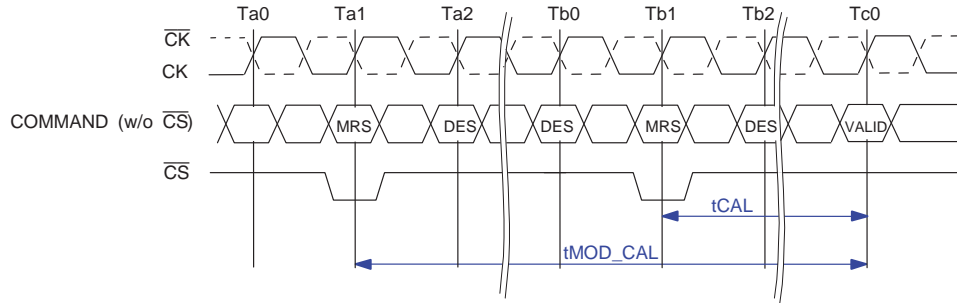 Ta0 Ta1 Ta2 Tb0 Tb1 Tb2 Tc0
CK
CK
COMMAND (w/o CS) MRS DES DES MRS DES VALID
CS
tCAL
tMOD_CAL